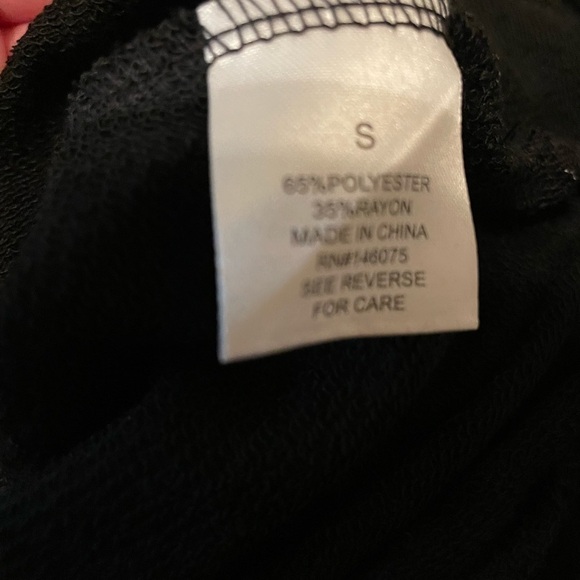 S
65%POLYESTER
35%RAYON
MADE IN CHINA
RN#146075
SEE REVERSE
FOR CARE